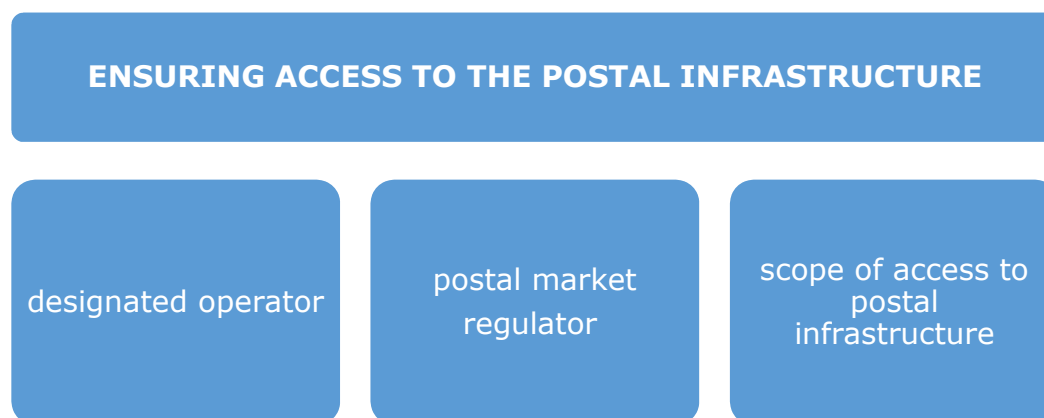 ENSURING ACCESS TO THE POSTAL INFRASTRUCTURE
designated operator
postal market
regulator
scope of access to
postal
infrastructure